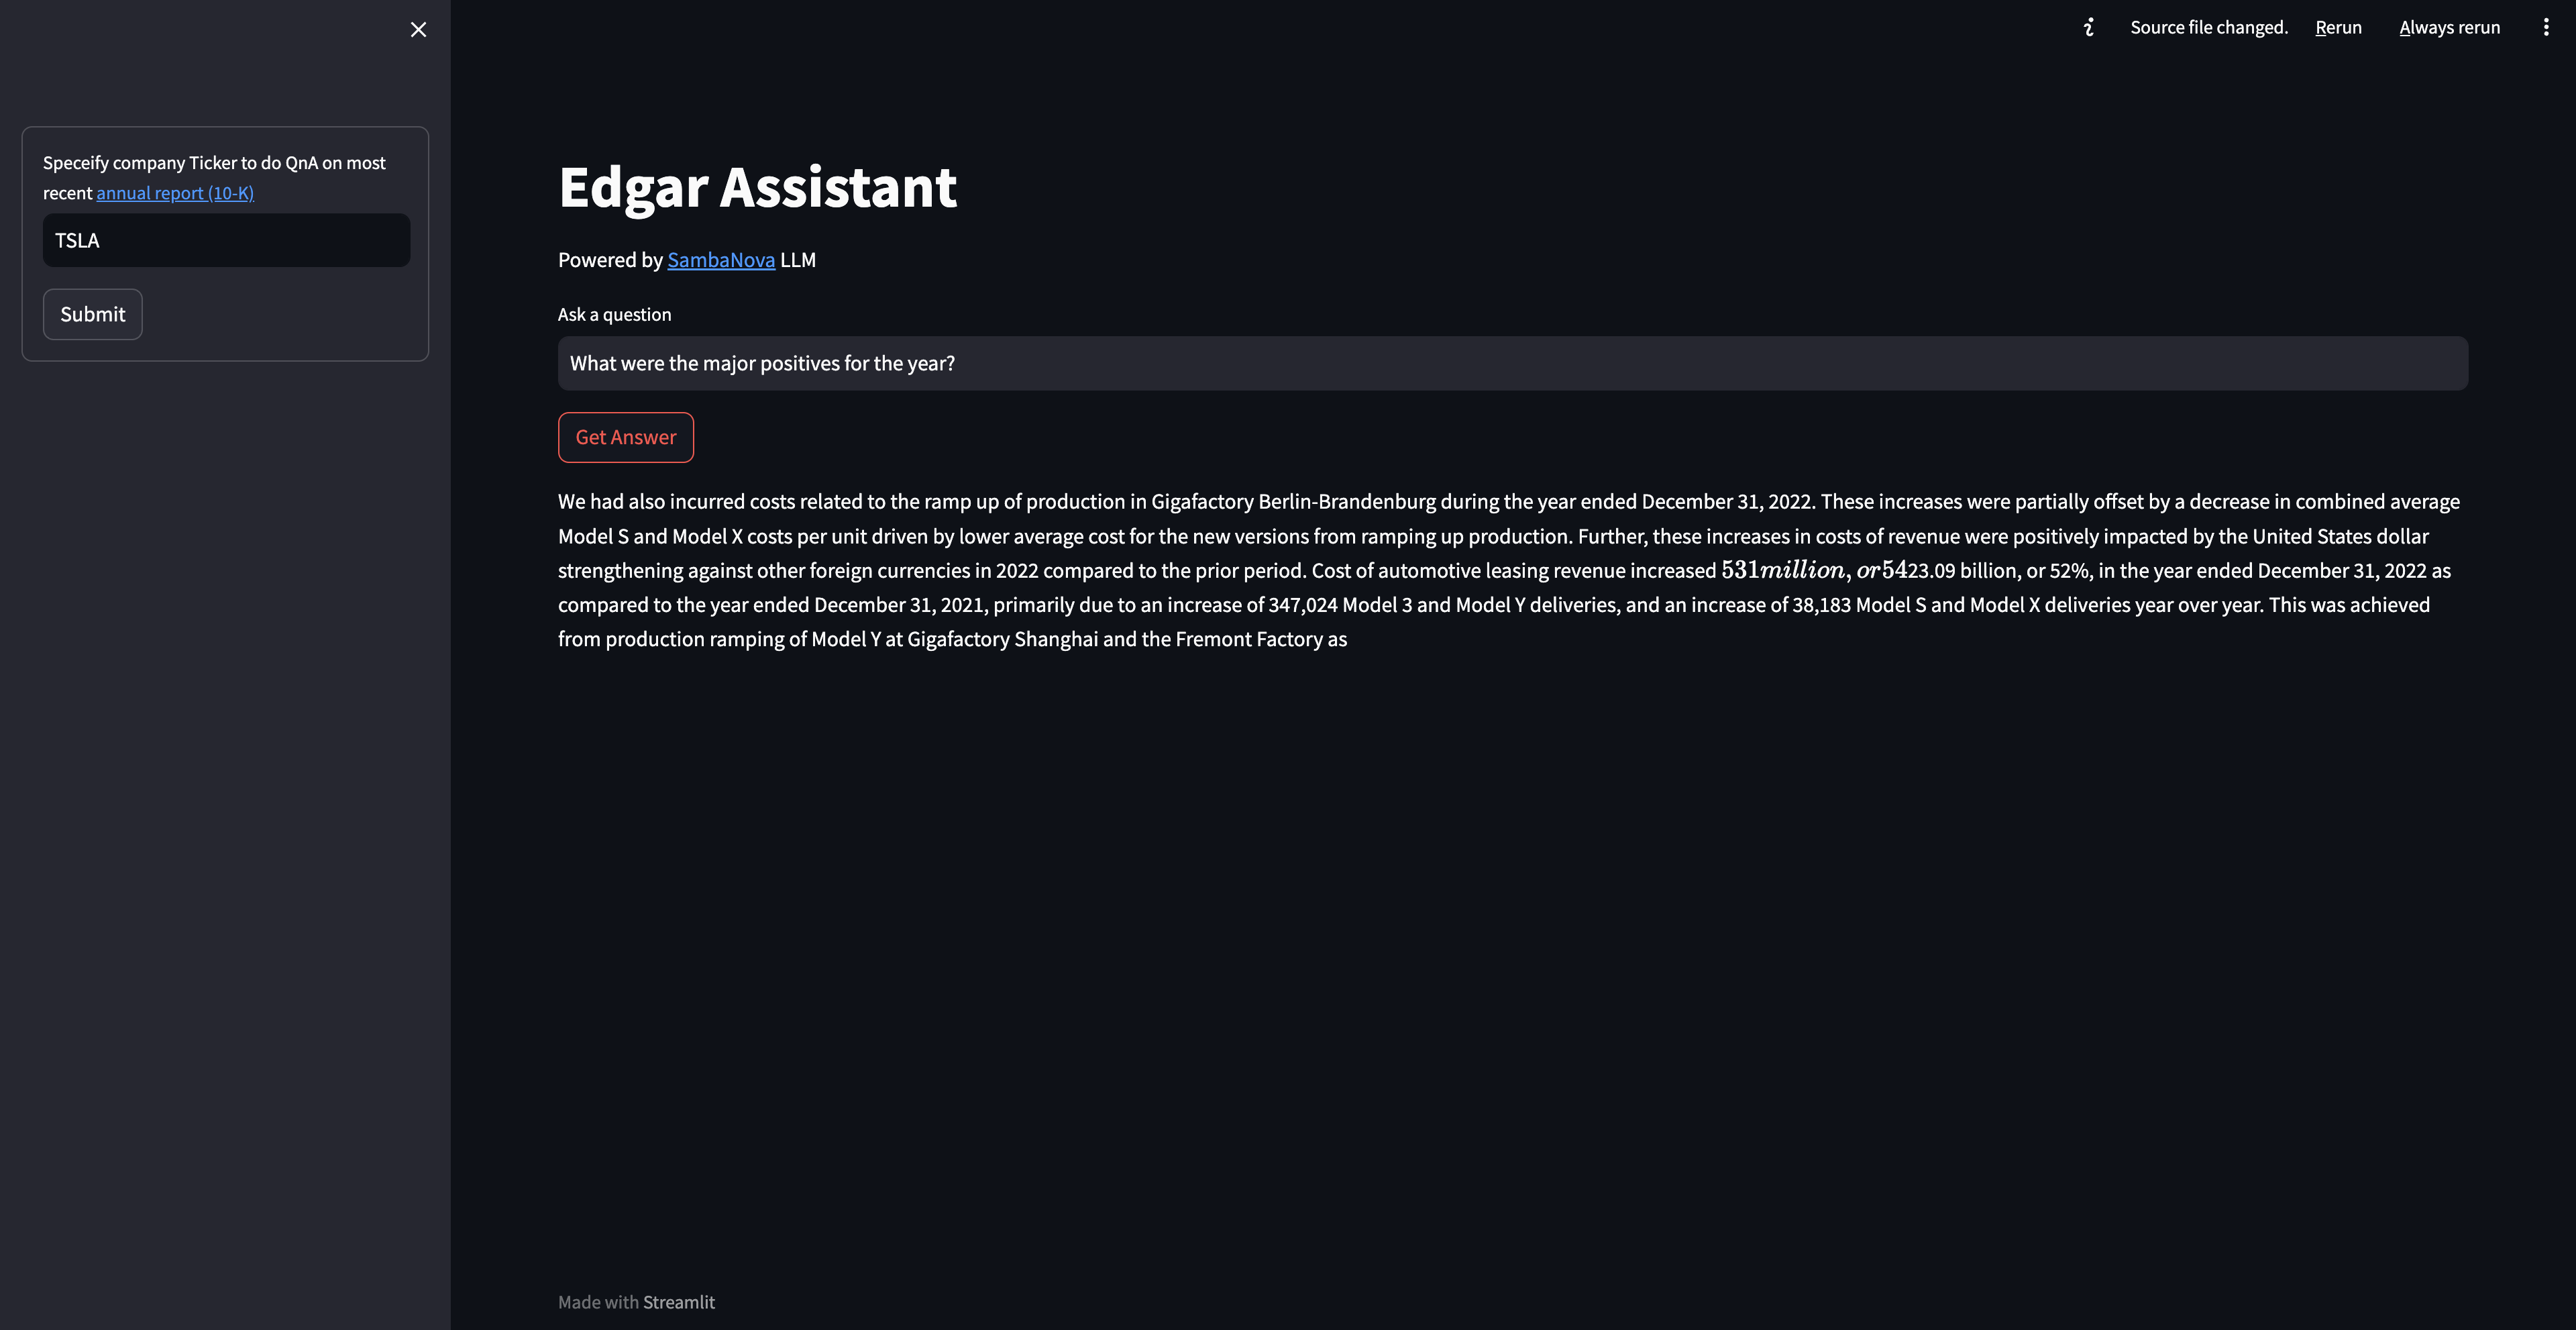 Source file changed. Rerun Always rerun
Speceify company Ticker to do QnA on most
recent annual report (10-K)
TSLA
Submit
Edgar Assistant
Powered by SambaNova LLM
Ask a question
What were the major positives for the year?
Get Answer
We had also incurred costs related to the ramp up of production in Gigafactory Berlin-Brandenburg during the year ended December 31, 2022. These increases were partially offset by a decrease in combined average
Model S and Model X costs per unit driven by lower average cost for the new versions from ramping up production. Further, these increases in costs of revenue were positively impacted by the United States dollar
strengthening against other foreign currencies in 2022 compared to the prior period. Cost of automotive leasing revenue increased 531million, or5423.09 billion, or 52%, in the year ended December 31, 2022 as
compared to the year ended December 31, 2021, primarily due to an increase of 347,024 Model 3 and Model Y deliveries, and an increase of 38,183 Model S and Model X deliveries year over year. This was achieved
from production ramping of Model Y at Gigafactory Shanghai and the Fremont Factory as
Made with Streamlit